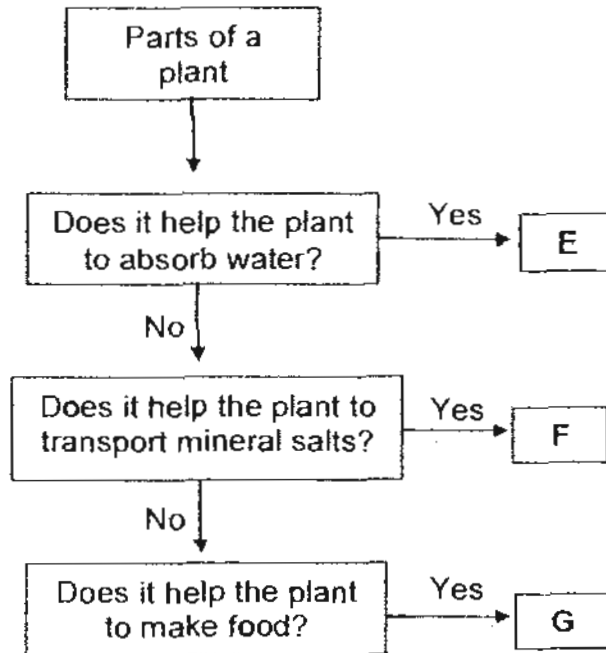 Parts of a
plant
Does it help the plant
to absorb water?
Yes
E
No
Does it help the plant to
transport mineral salts?
Yes
F
No
Does it help the plant
to make food?
Yes
G